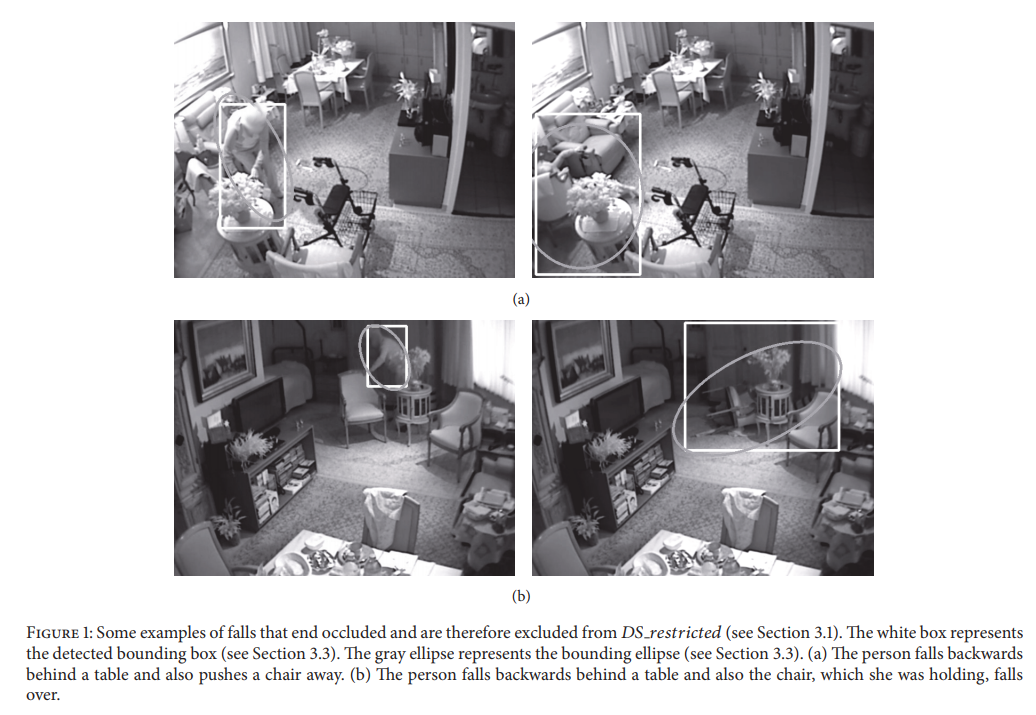 (a)
(b)
FIGURE 1: Some examples of falls that end occluded and are therefore excluded from DS_restricted (see Section 3.1). The white box represents
the detected bounding box (see Section 3.3). The gray ellipse represents the bounding ellipse (see Section 3.3). (a) The person falls backwards
behind a table and also pushes a chair away. (b) The person falls backwards behind a table and also the chair, which she was holding, falls
over.